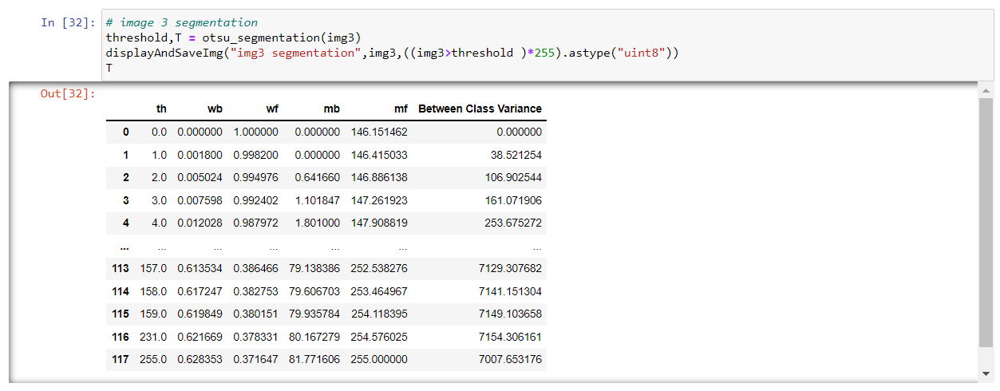 In [32]: # image 3 segmentation
threshold,T = otsu_segmentation(img3)
displayAndSaveImg("img3 segmentation",img3,((img3>threshold )*255).astype("uint8"))
T
Out[32]:
th wb wf mb mf Between Class Variance
0 0.0 0.000000 1.000000 0.000000 146.151462 0.000000
1 1.0 0.001800 0.998200 0.000000 146.415033 38.521254
2 2.0 0.005024 0.994976 0.641660 146.886138 106.902544
3 3.0 0.007598 0.992402 1.101847 147.261923 161.071906
4 4.0 0.012028 0.987972 1.801000 147.908819 253.675272
... ... ... ... ... ... ...
113 157.0 0.613534 0.386466 79.138386 252.538276 7129.307682
114 158.0 0.617247 0.382753 79.606703 253.464967 7141.151304
115 159.0 0.619849 0.380151 79.935784 254.118395 7149.103658
116 231.0 0.621669 0.378331 80.167279 254.576025 7154.306161
117 255.0 0.628353 0.371647 81.771606 255.000000 7007.653176